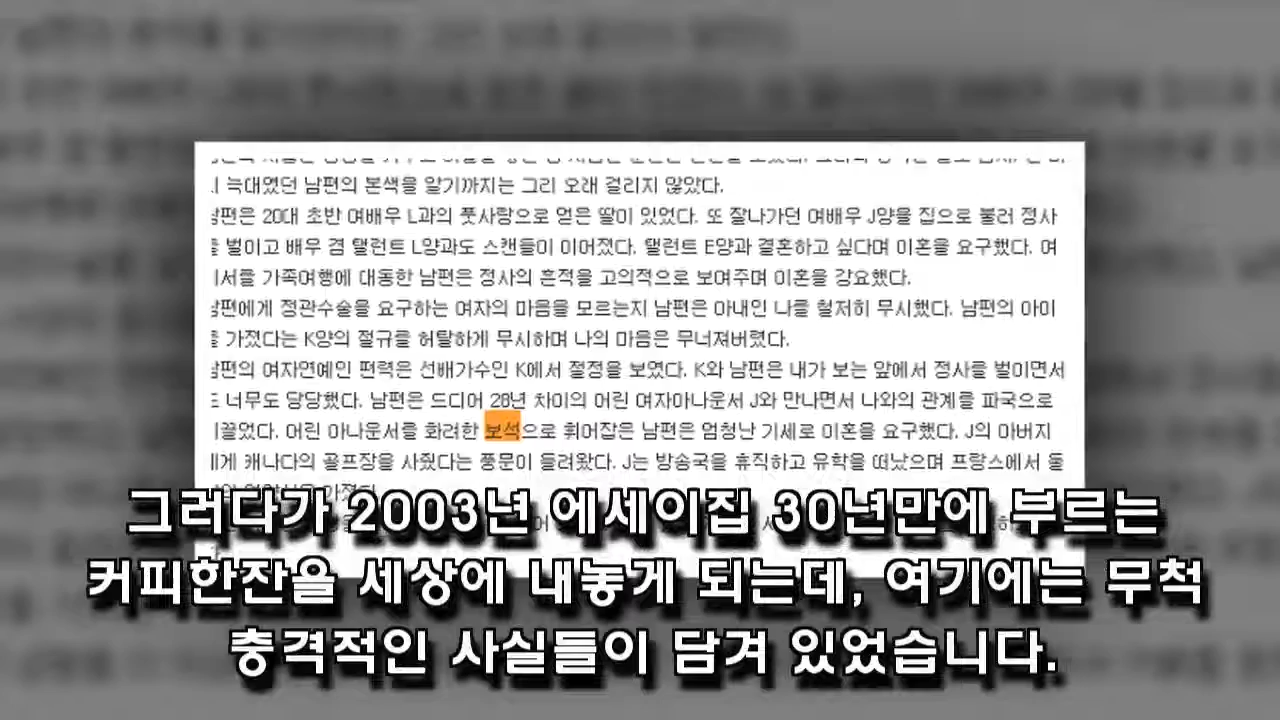 늑대였던 남편의 본색을 알기까지는 그리 오래 걸리지 않았다.
남편은 20대 초반 여배우 L과의 풋사랑으로 얻은 딸이 있었다. 또 잘나가던 여배우 J양을 집으로 불러 정사
를 벌이고 배우 겸 탤런트 L양과도 스캔들이 이어졌다. 탤런트 E양과 결혼하고 싶다며 이혼을 요구했다. 여
서를 가족여행에 대동한 남편은 정사의 흔적을 고의적으로 보여주며 이혼을 강요했다.
남편에게 정관수술을 요구하는 여자의 마음을 모르는지 남편은 아내인 나를 철저히 무시했다. 남편의 아이
를 가졌다는 K양의 절규를 허탈하게 무시하며 나의 마음은 무너져버렸다.
남편의 여자연예인 편력은 선배가수인 K에서 절정을 보였다. K와 남편은 내가 보는 앞에서 정사를 벌이면서
도 너무도 당당했다. 남편은 드디어 28년 차이의 어린 여자아나운서 J와 만나면서 나와의 관계를 파국으로
이끌었다. 어린 아나운서를 화려한 보석으로 휘어잡은 남편은 엄청난 기세로 이혼을 요구했다. J의 아버지
에게 캐나다의 골프장을 사줬다는 풍문이 들려왔다. J는 방송국을 휴직하고 유학을 떠났으며 프랑스에서 둘
가졌다
그러다가 2003년 에세이집 30년만에 부르는
커피한잔을 세상에 내놓게 되는데, 여기에는 무척
충격적인 사실들이 담겨 있었습니다.